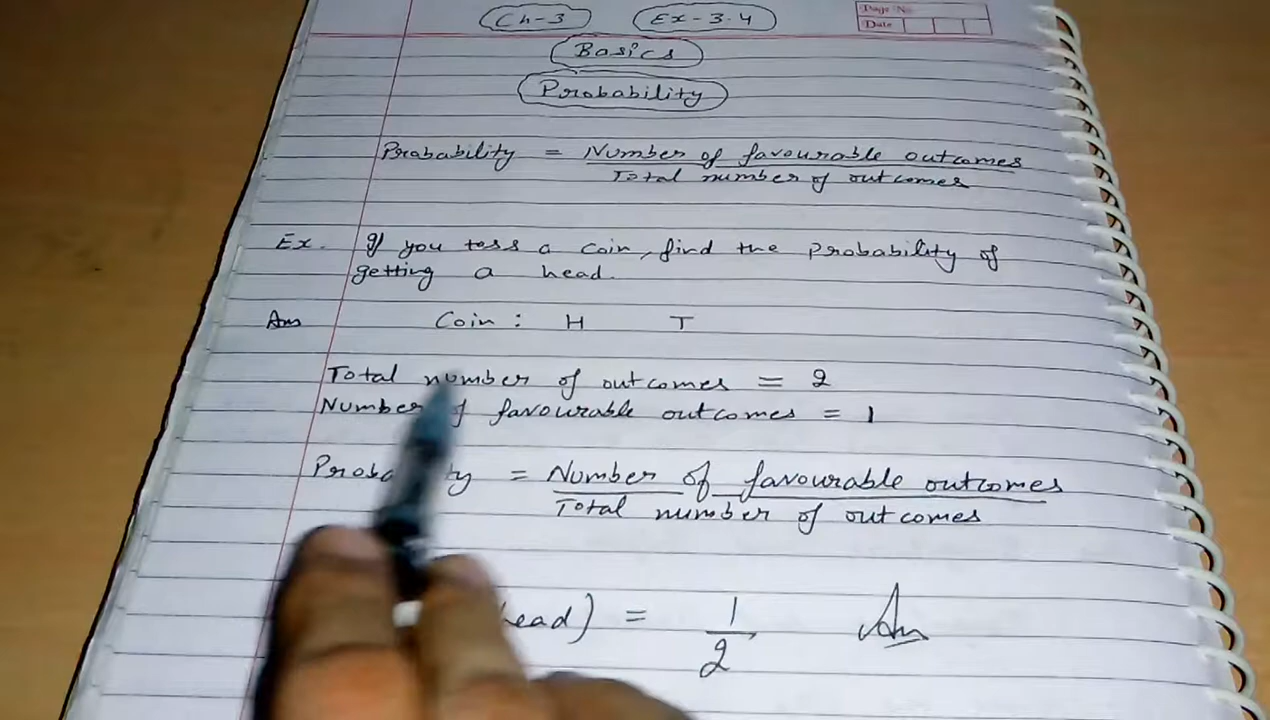 Ch-3 Ex-3.4
Page No.
Date
Basics
Probability
Probability = Number of favourable outcomes
Total number of outcomes
Ex. If you toss a coin, find the probability of
getting a head.
Ans Coin : H T
Total number of outcomes = 2
Number of favourable outcomes = 1
= Number of favourable outcomes
Total number of outcomes
head) = 1 Ans
2